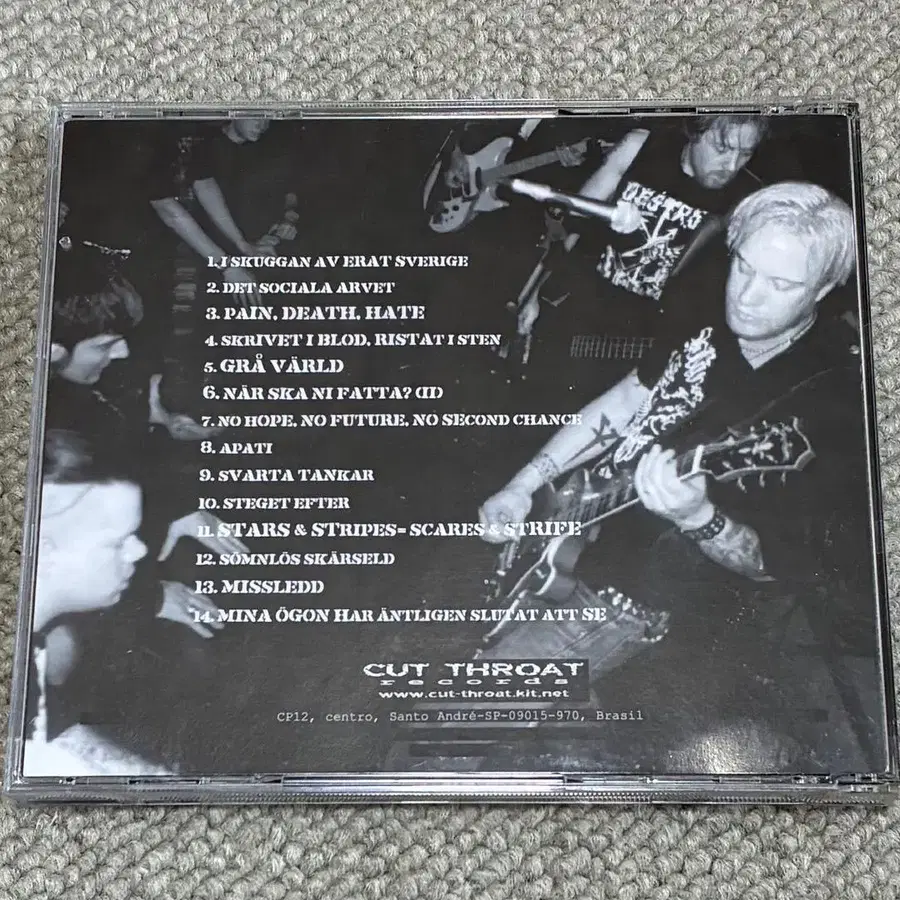 DESTRO
1. I SKUGGAN AV ERAT SVERIGE
2. DET SOCIALA ARVET
3. PAIN, DEATH, HATE
4. SKRIVET I BLOD, RISTAT I STEN
5. GRÅ VÄRLD
6. NÄR SKA NI FATTA? (II)
7. NO HOPE, NO FUTURE, NO SECOND CHANCE
8. APATI
9. SVARTA TANKAR
10. STEGET EFTER
11. STARS & STRIPES= SCARES & STRIFE
12. SÖMNLÖS SKÄRSELD
13. MISSLEDD
14. MINA ÖGON HAR ÄNTLIGEN SLUTAT ATT SE
CUT THROAT
records
www.cut-throat.kit.net
CP12, centro, Santo André-SP-09015-970, Brasil